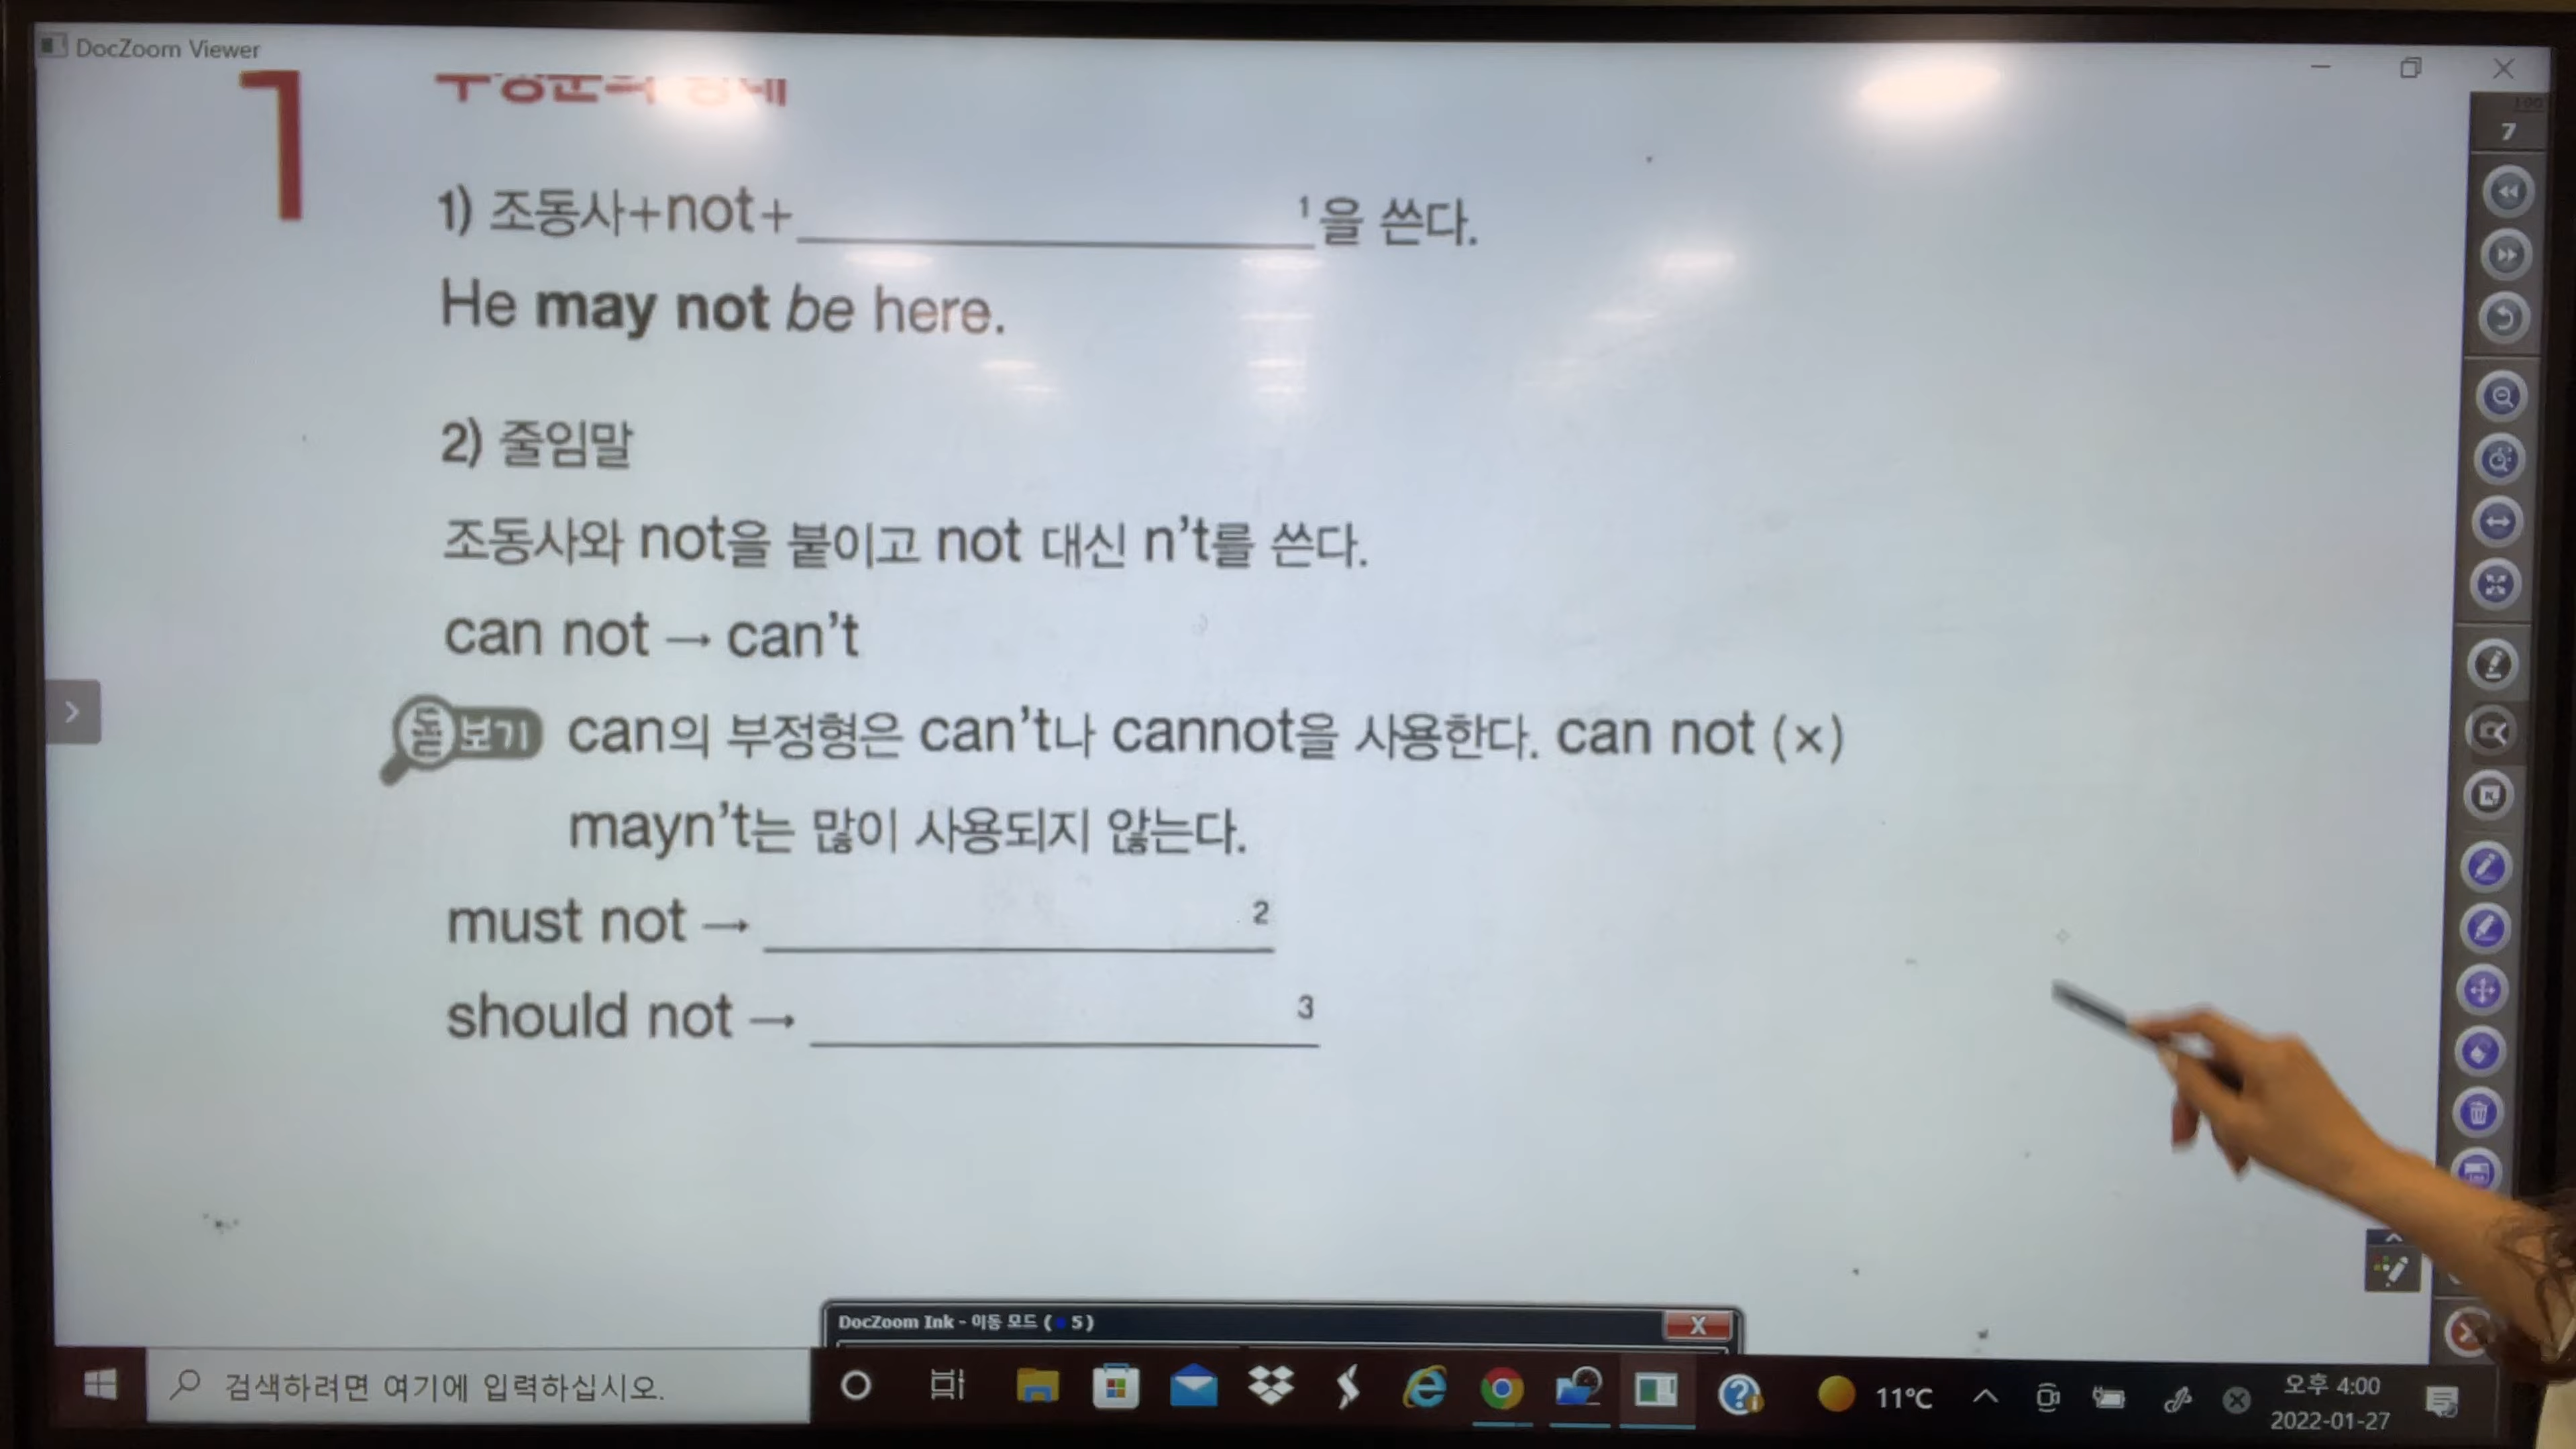 DocZoom Viewer
1
7
1) 조동사+not+ 1을 쓴다.
He may not be here.
2) 줄임말
조동사와 not을 붙이고 not 대신 n't를 쓴다.
can not → can't
돋보기 can의 부정형은 can't나 cannot을 사용한다. can not (×)
mayn't는 많이 사용되지 않는다.
must not → 2
should not → 3
DocZoom Ink - 이동 모드 ( 5 )
X
검색하려면 여기에 입력하십시오.
11°C
오후 4:00
2022-01-27